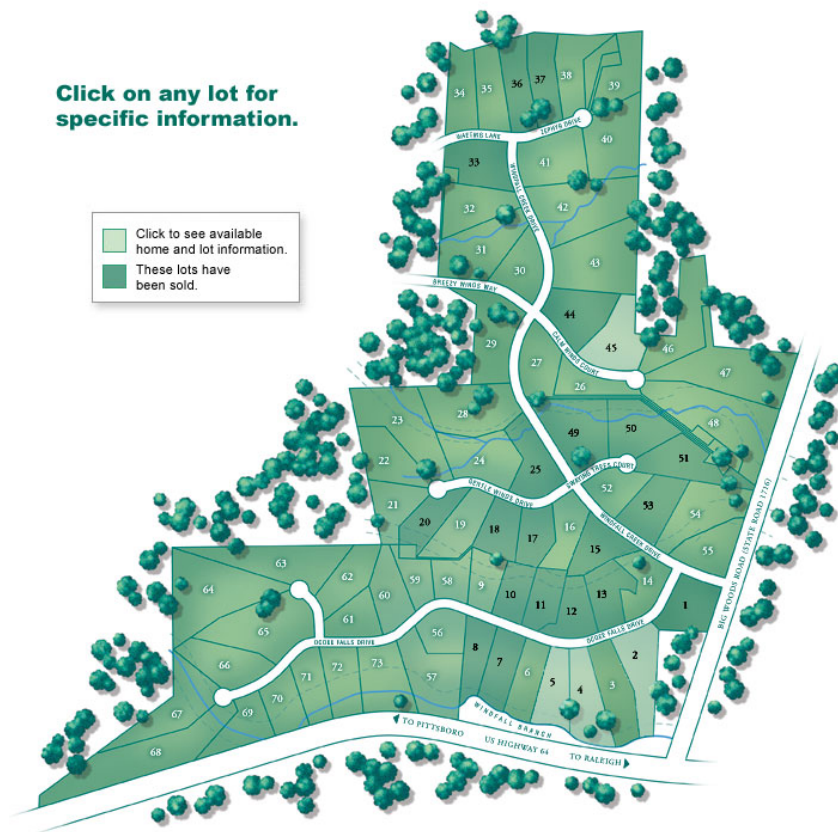 Click on any lot for
specific information.
Click to see available
home and lot information.
These lots have
been sold.
34 35 36 37 38 39
WAXWING LANE
ZEPHYR DRIVE
33 41 40
WINDFALL CREEK DRIVE
32 42
31 30 43
BREEZY WINDS WAY
44
29 27 45 46 47
CALM WINDS COURT
26
23 28 48
49 50
22 24 25 51
SWAYING TREES COURT
GENTLE WINDS DRIVE
52
21 20 19 18 17 16 15 53 54 55
WINDFALL CREEK DRIVE
64 63 62 61 60 59 58 9 10 11 12 13 14 1
BIG WOODS ROAD (STATE ROAD 1716)
65 66
OGOEE FALLS DRIVE
OGOEE FALLS DRIVE
56 57 8 7 6 5 4 3 2
67 68 69 70 71 72 73
WINDFALL BRANCH
TO PITTSBORO
US HIGHWAY 64
TO RALEIGH